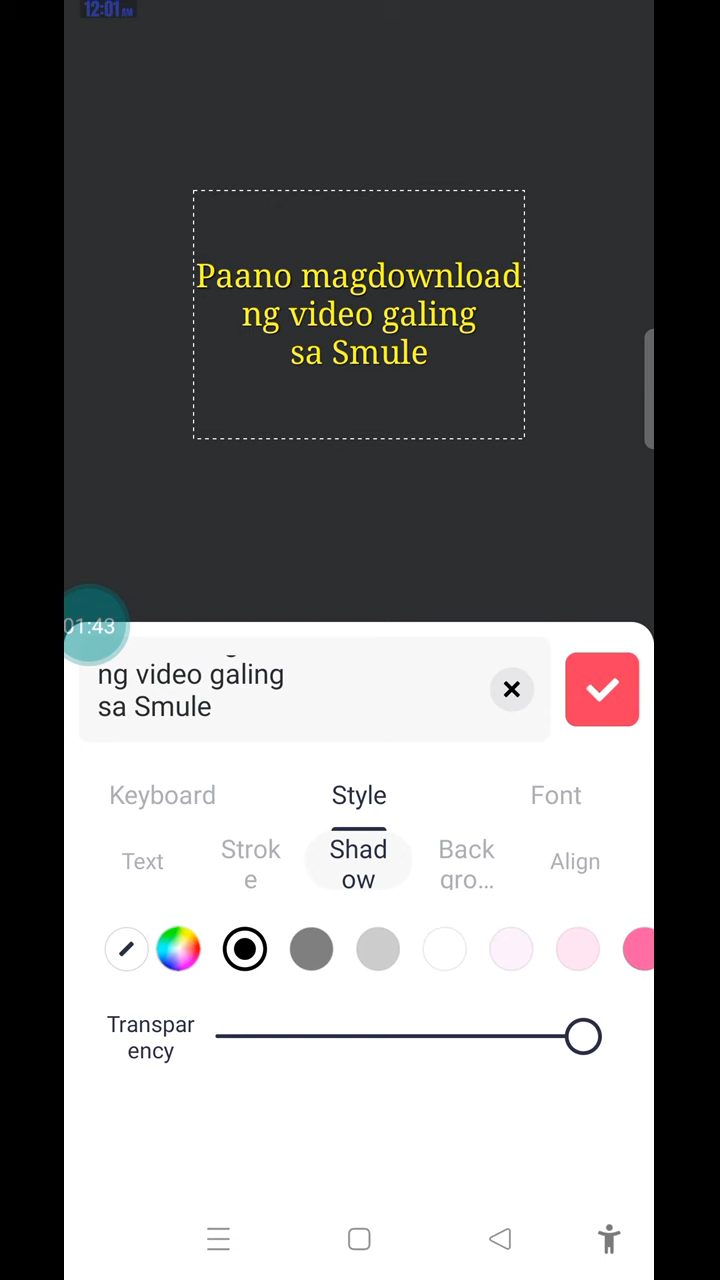 12:01 AM
Paano magdownload
ng video galing
sa Smule
01:43
ng video galing
sa Smule
Keyboard
Style
Font
Text
Strok
e
Shad
ow
Back
gro...
Align
Transpar
ency